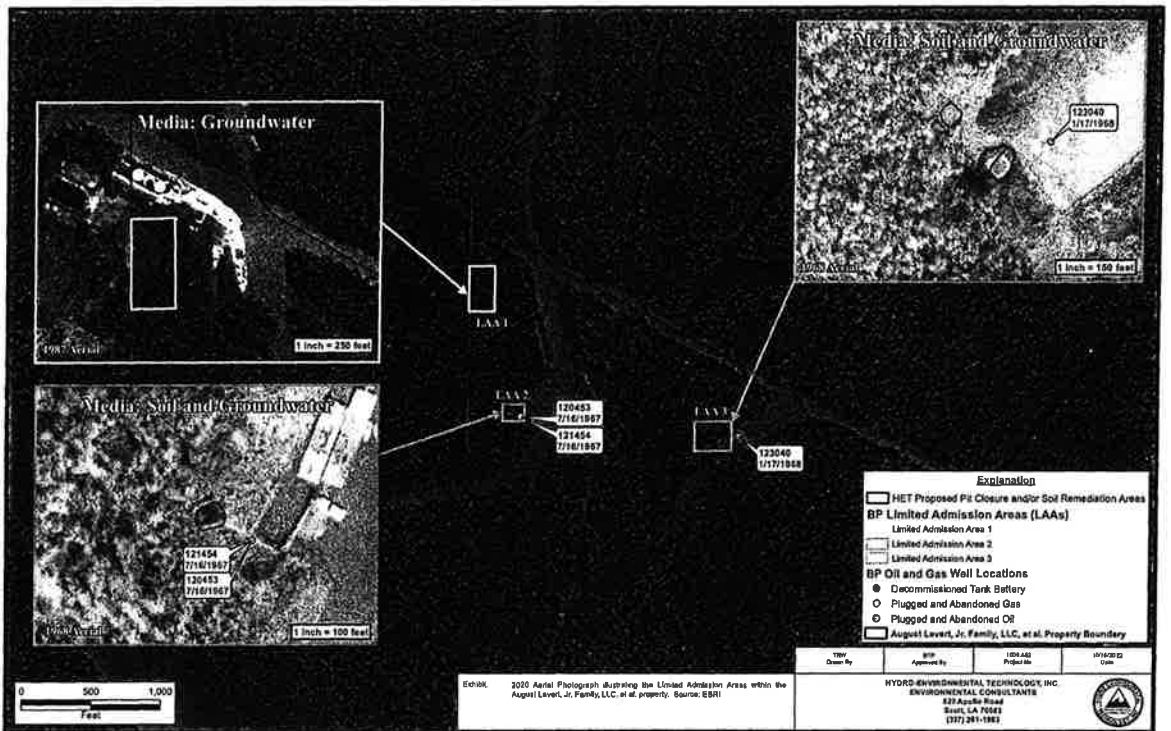 Media: Groundwater
1987 Aerial
1 inch = 250 feet
Media: Soil and Groundwater
123040
1/17/1968
1968 Aerial
1 inch = 150 feet
LAA 1
LAA 2
120453
7/16/1967
121454
7/16/1967
LAA 3
123040
1/17/1968
Media: Soil and Groundwater
121454
7/16/1967
120453
7/16/1967
1968 Aerial
1 inch = 100 feet
Explanation
HET Proposed Pit Closure and/or Soil Remediation Areas
BP Limited Admission Areas (LAAs)
Limited Admission Area 1
Limited Admission Area 2
Limited Admission Area 3
BP Oil and Gas Well Locations
Decommissioned Tank Battery
Plugged and Abandoned Gas
Plugged and Abandoned Oil
August Levert, Jr. Family, LLC, et al. Property Boundary
0 500 1,000
Feet
Exhibit. 2020 Aerial Photograph illustrating the Limited Admission Areas within the
August Levert, Jr. Family, LLC, et al. property. Source:
Drawn By
Approved By
Project No
Date
HYDRO-ENVIRONMENTAL TECHNOLOGY, INC.
ENVIRONMENTAL CONSULTANTS
Apollo Road
Scott, LA 70583
(337)